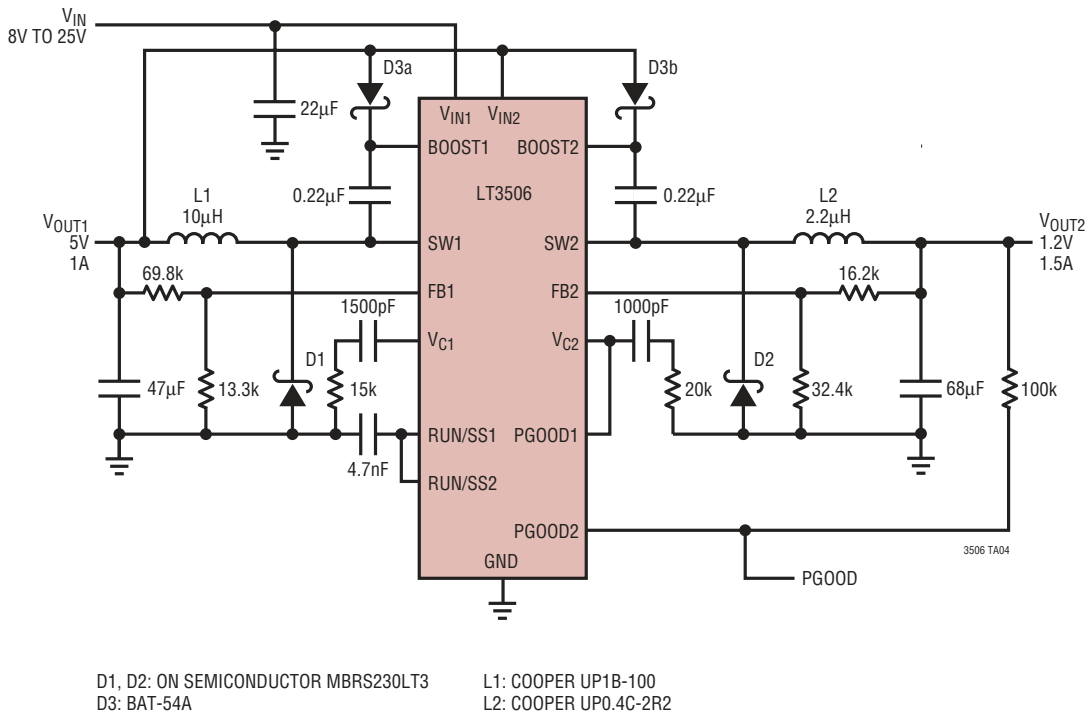 VIN
8V TO 25V
D3a
D3b
22µF
VIN1
VIN2
BOOST1
BOOST2
LT3506
0.22µF
0.22µF
L1
10µH
L2
2.2µH
VOUT1
5V
1A
SW1
SW2
VOUT2
1.2V
1.5A
69.8k
FB1
FB2
16.2k
1500pF
1000pF
VC1
VC2
D1
D2
47µF
13.3k
15k
20k
32.4k
68µF
100k
RUN/SS1
PGOOD1
4.7nF
RUN/SS2
PGOOD2
3506 TA04
GND
PGOOD
D1, D2: ON SEMICONDUCTOR MBRS230LT3
D3: BAT-54A
L1: COOPER UP1B-100
L2: COOPER UP0.4C-2R2